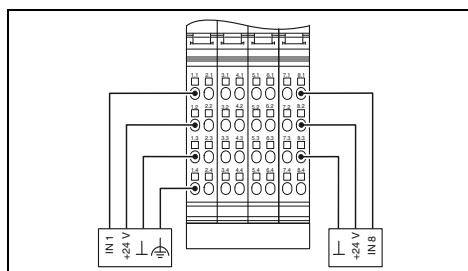 1.1 2.1 3.1 4.1 5.1 6.1 7.1 8.1
1.2 2.2 3.2 4.2 5.2 6.2 7.2 8.2
1.3 2.3 3.3 4.3 5.3 6.3 7.3 8.3
1.4 2.4 3.4 4.4 5.4 6.4 7.4 8.4
IN 1
+24 V
+24 V
IN 8